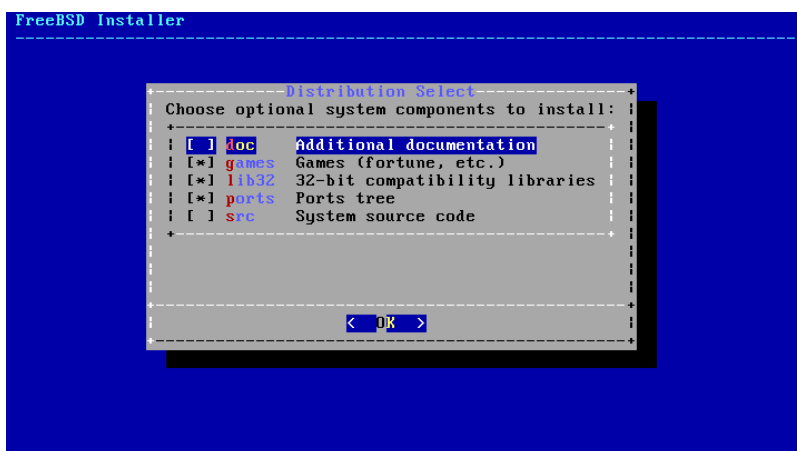 FreeBSD Installer
Distribution Select
Choose optional system components to install:
[ ] doc Additional documentation
[*] games Games (fortune, etc.)
[*] lib32 32-bit compatibility libraries
[*] ports Ports tree
[ ] src System source code
< OK >